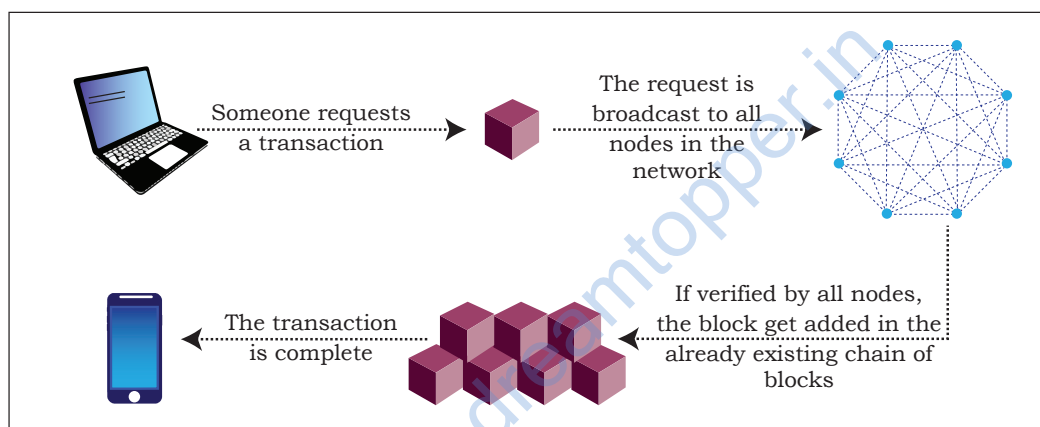 Someone requests
a transaction
The request is
broadcast to all
nodes in the
network
If verified by all nodes,
the block get added in the
already existing chain of
blocks
The transaction
is complete
dreamtopper.in